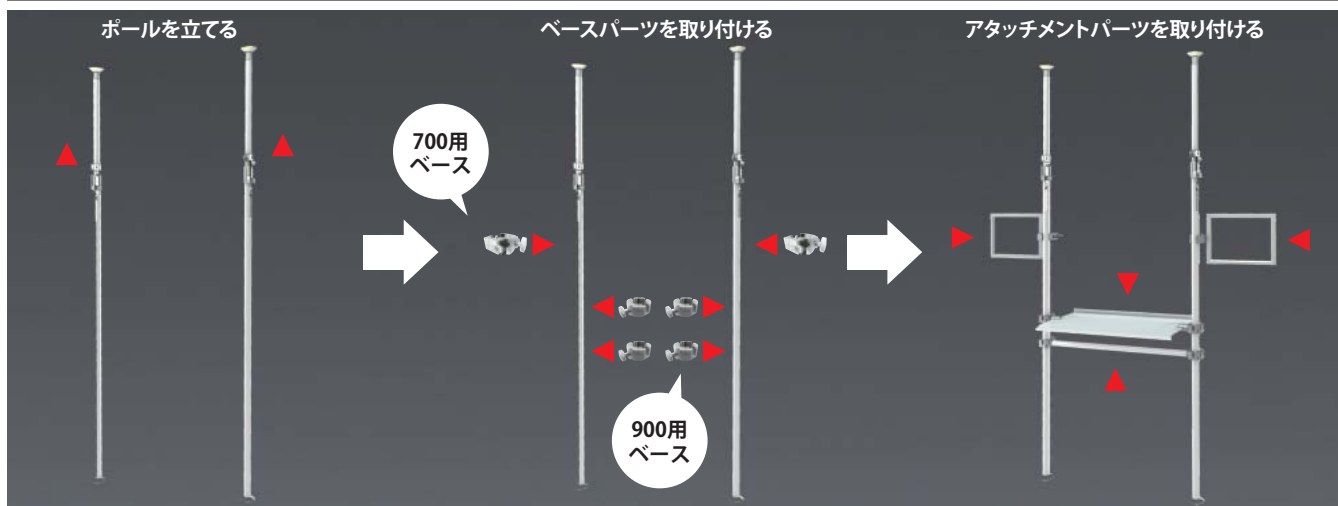 ポールを立てる
ベースパーツを取り付ける
アタッチメントパーツを取り付ける
700用
ベース
900用
ベース